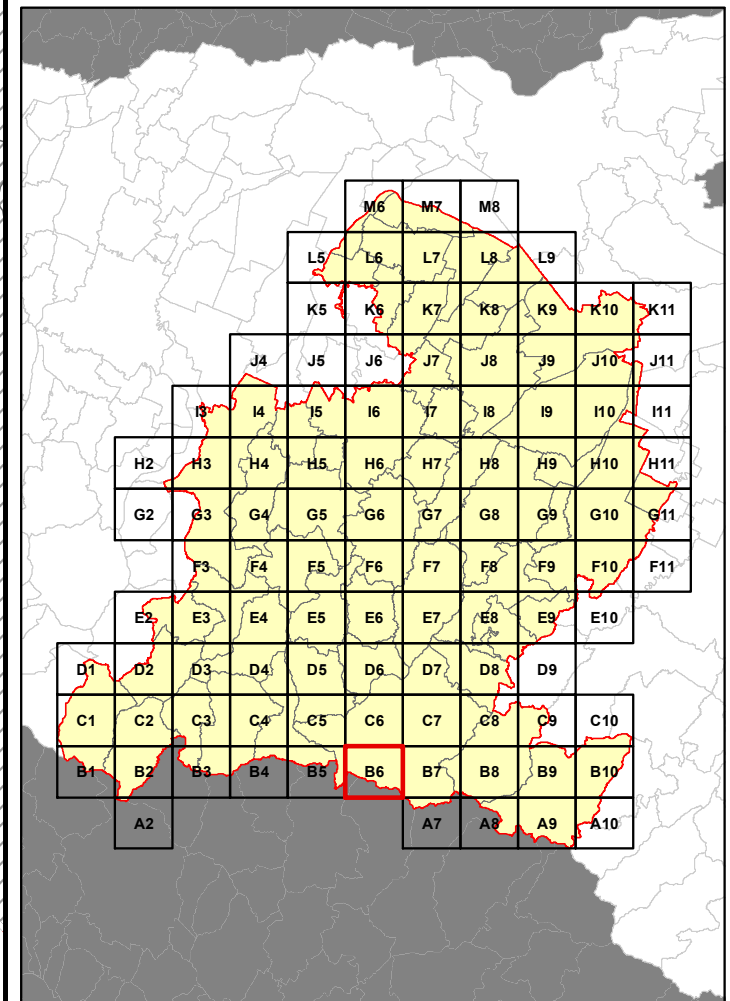 M6 M7 M8
L5 L6 L7 L8 L9
K5 K6 K7 K8 K9 K10 K11
J4 J5 J6 J7 J8 J9 J10 J11
I3 I4 I5 I6 I7 I8 I9 I10 I11
H2 H3 H4 H5 H6 H7 H8 H9 H10 H11
G2 G3 G4 G5 G6 G7 G8 G9 G10 G11
F3 F4 F5 F6 F7 F8 F9 F10 F11
E2 E3 E4 E5 E6 E7 E8 E9 E10
D1 D2 D3 D4 D5 D6 D7 D8 D9
C1 C2 C3 C4 C5 C6 C7 C8 C9 C10
B1 B2 B3 B4 B5 B6 B7 B8 B9 B10
A2 A7 A8 A9 A10